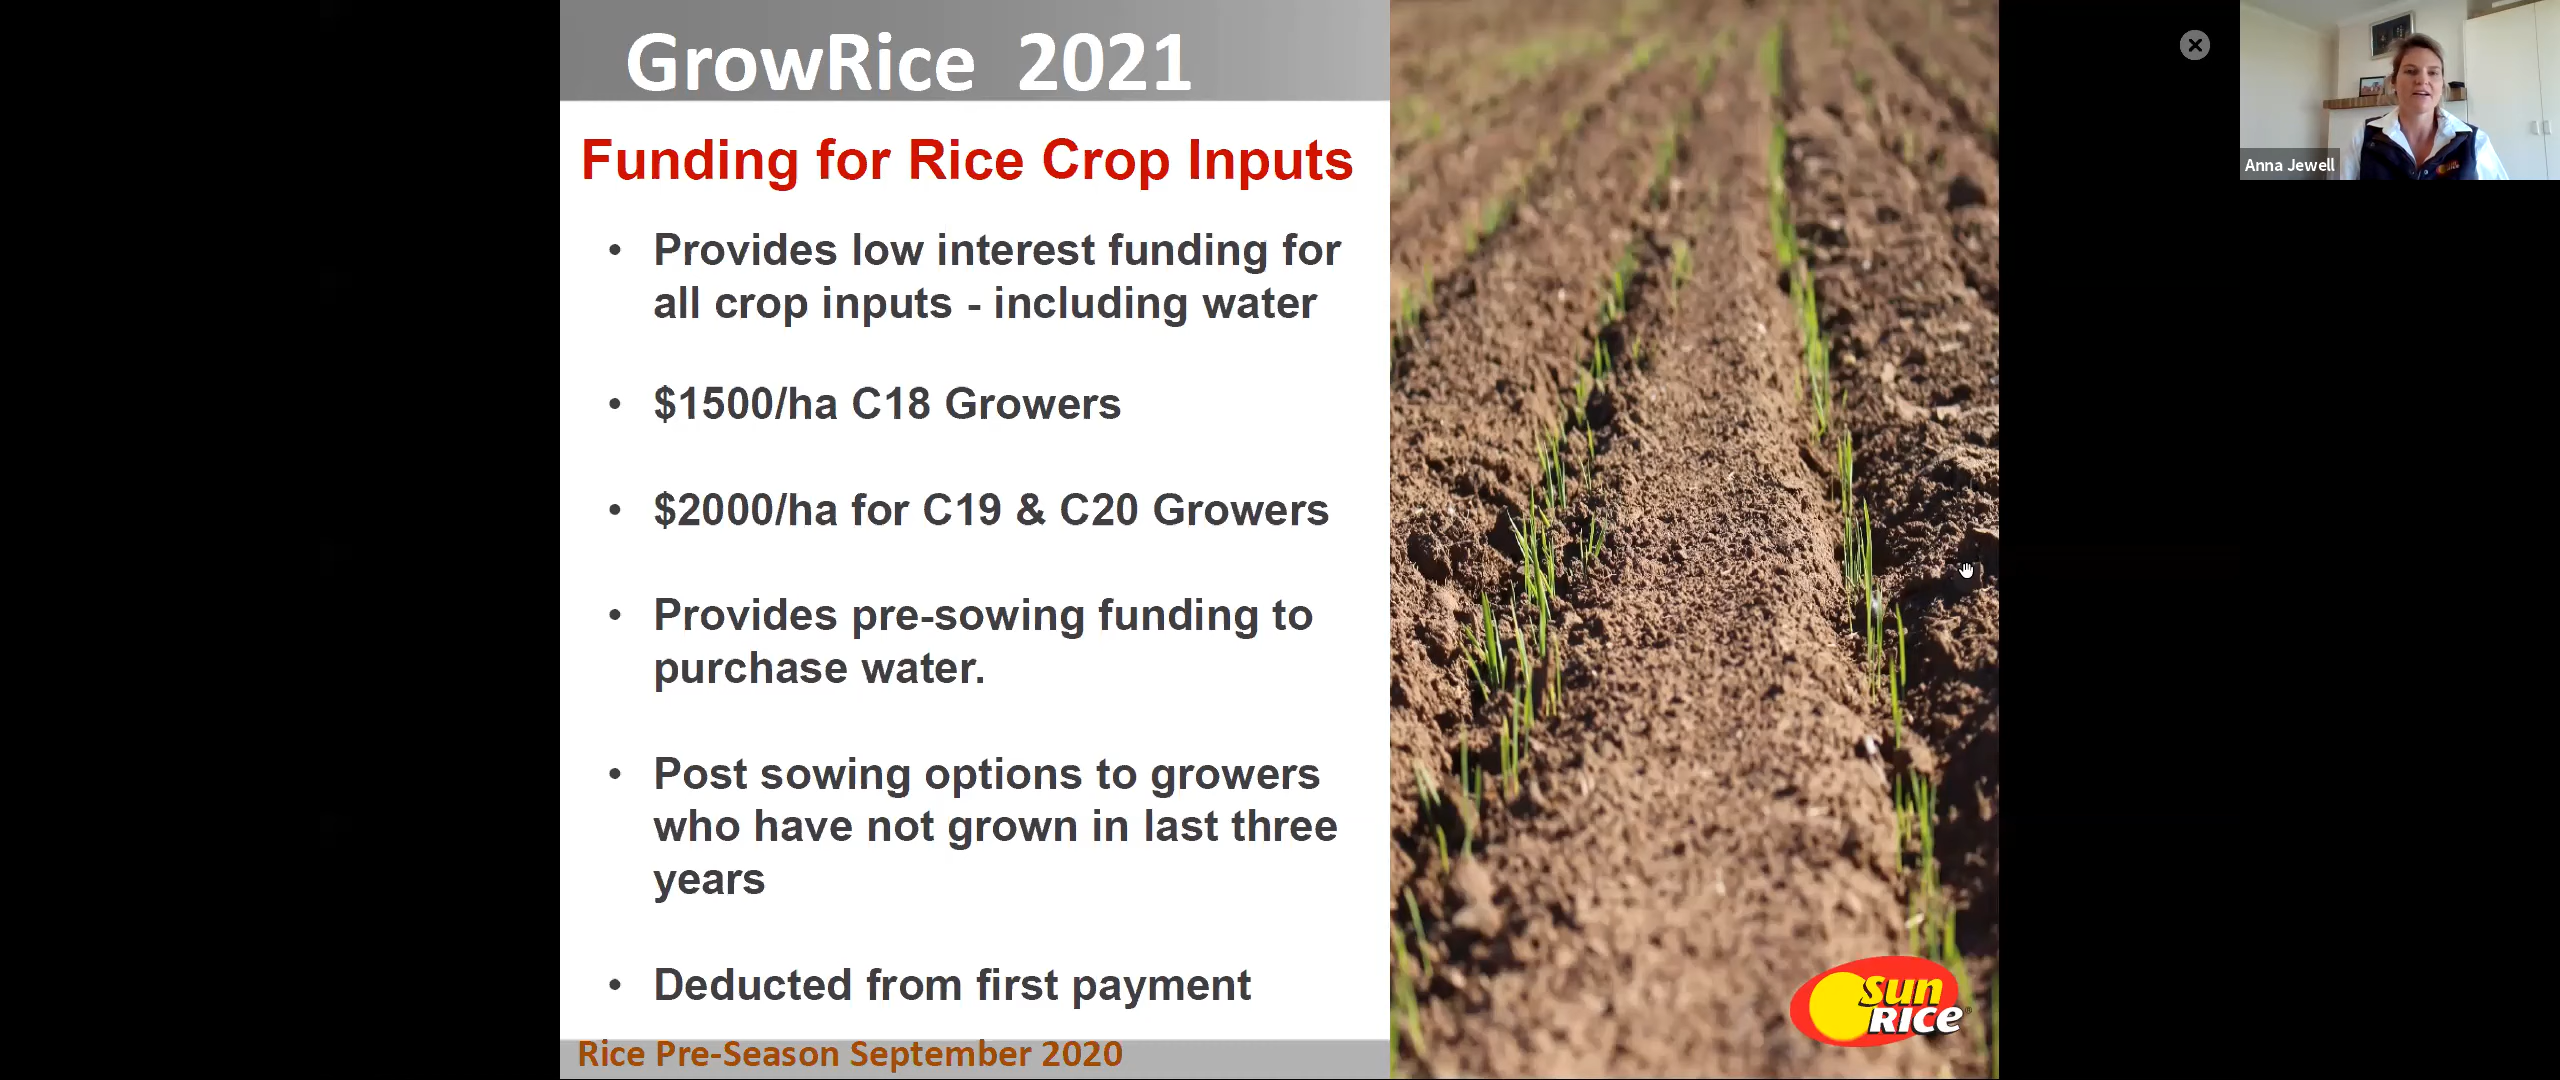 GrowRice 2021
Funding for Rice Crop Inputs
• Provides low interest funding for
all crop inputs - including water
• $1500/ha C18 Growers
• $2000/ha for C19 & C20 Growers
• Provides pre-sowing funding to
purchase water.
• Post sowing options to growers
who have not grown in last three
years
• Deducted from first payment
Rice Pre-Season September 2020
Sun
RICE
Anna Jewell